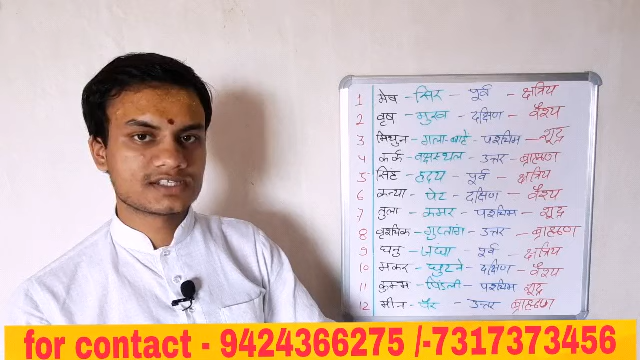 1 मेष - सिर - पूर्व - क्षत्रिय
2 वृष - मुख - दक्षिण - वैश्य
3 मिथुन - गला-बाहे - पश्चिम - शूद्र
4 कर्क - वक्षस्थल - उत्तर - ब्राह्मण
5 सिंह - हृदय - पूर्व - क्षत्रिय
6 कन्या - पेट - दक्षिण - वैश्य
7 तुला - कमर - पश्चिम - शूद्र
8 वृश्चिक - गुप्तांग - उत्तर - ब्राह्मण
9 धनु - जंघा - पूर्व - क्षत्रिय
10 मकर - घुटने - दक्षिण - वैश्य
11 कुम्भ - पिंडली - पश्चिम शूद्र
12 मीन - पैर - उत्तर ब्राह्मण
for contact - 9424366275 /-7317373456